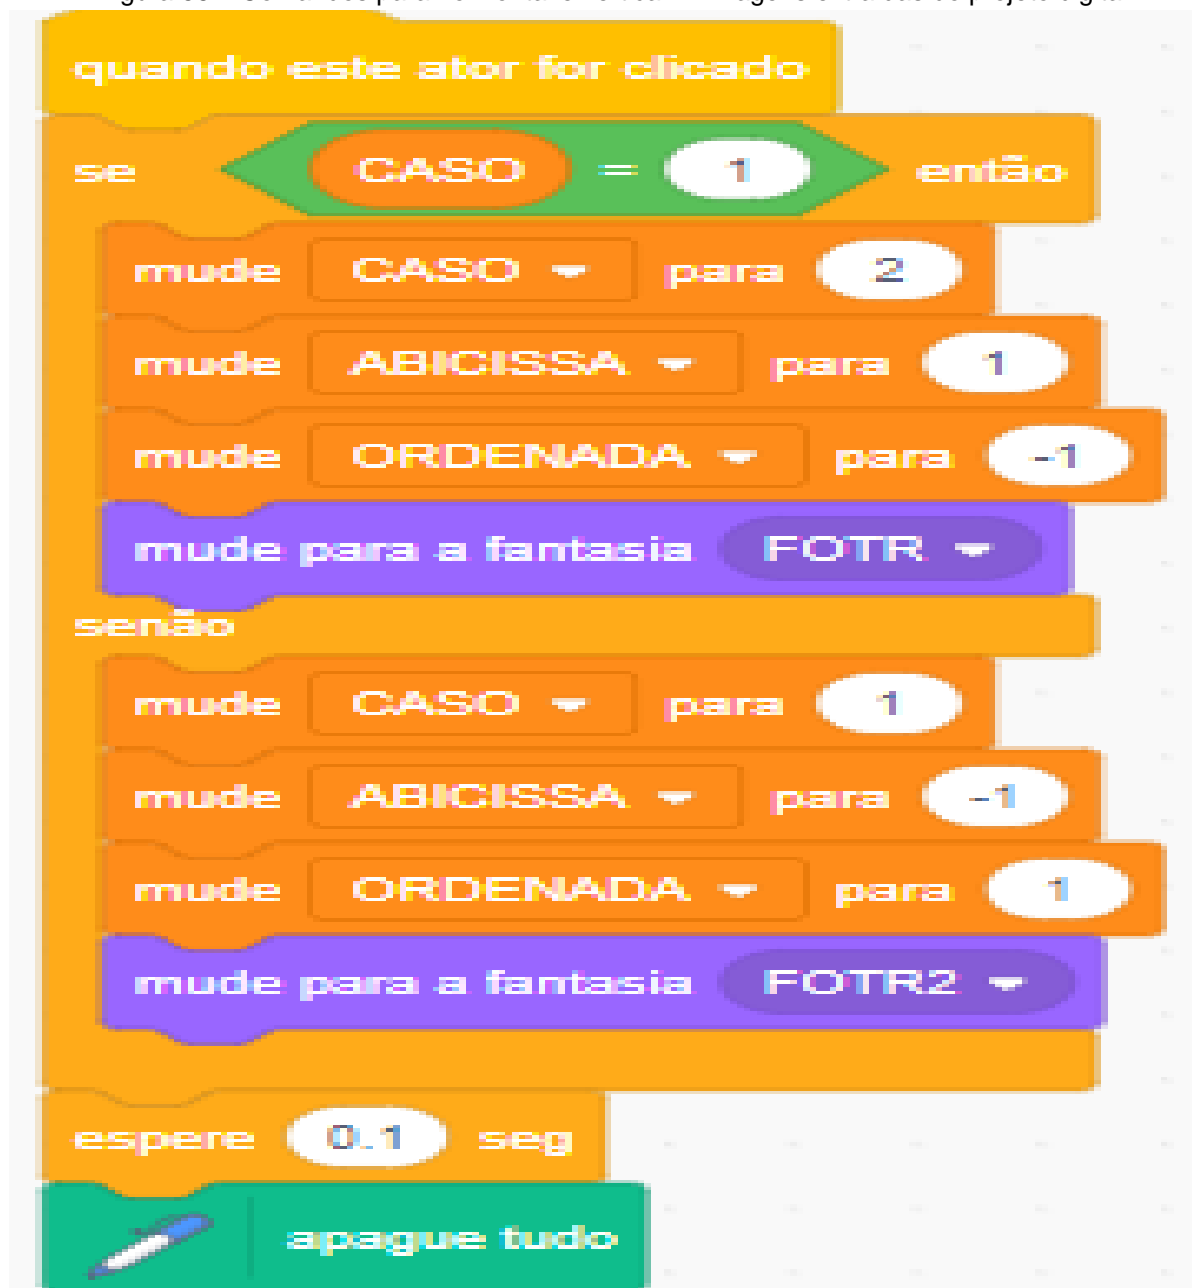 quando este ator for clicado
se CASO = 1 então
mude CASO para 2
mude ABICISSA para 1
mude ORDENADA para -1
mude para a fantasia FOTR
senão
mude CASO para 1
mude ABICISSA para -1
mude ORDENADA para 1
mude para a fantasia FOTR2
espere 0.1 seg
apague tudo